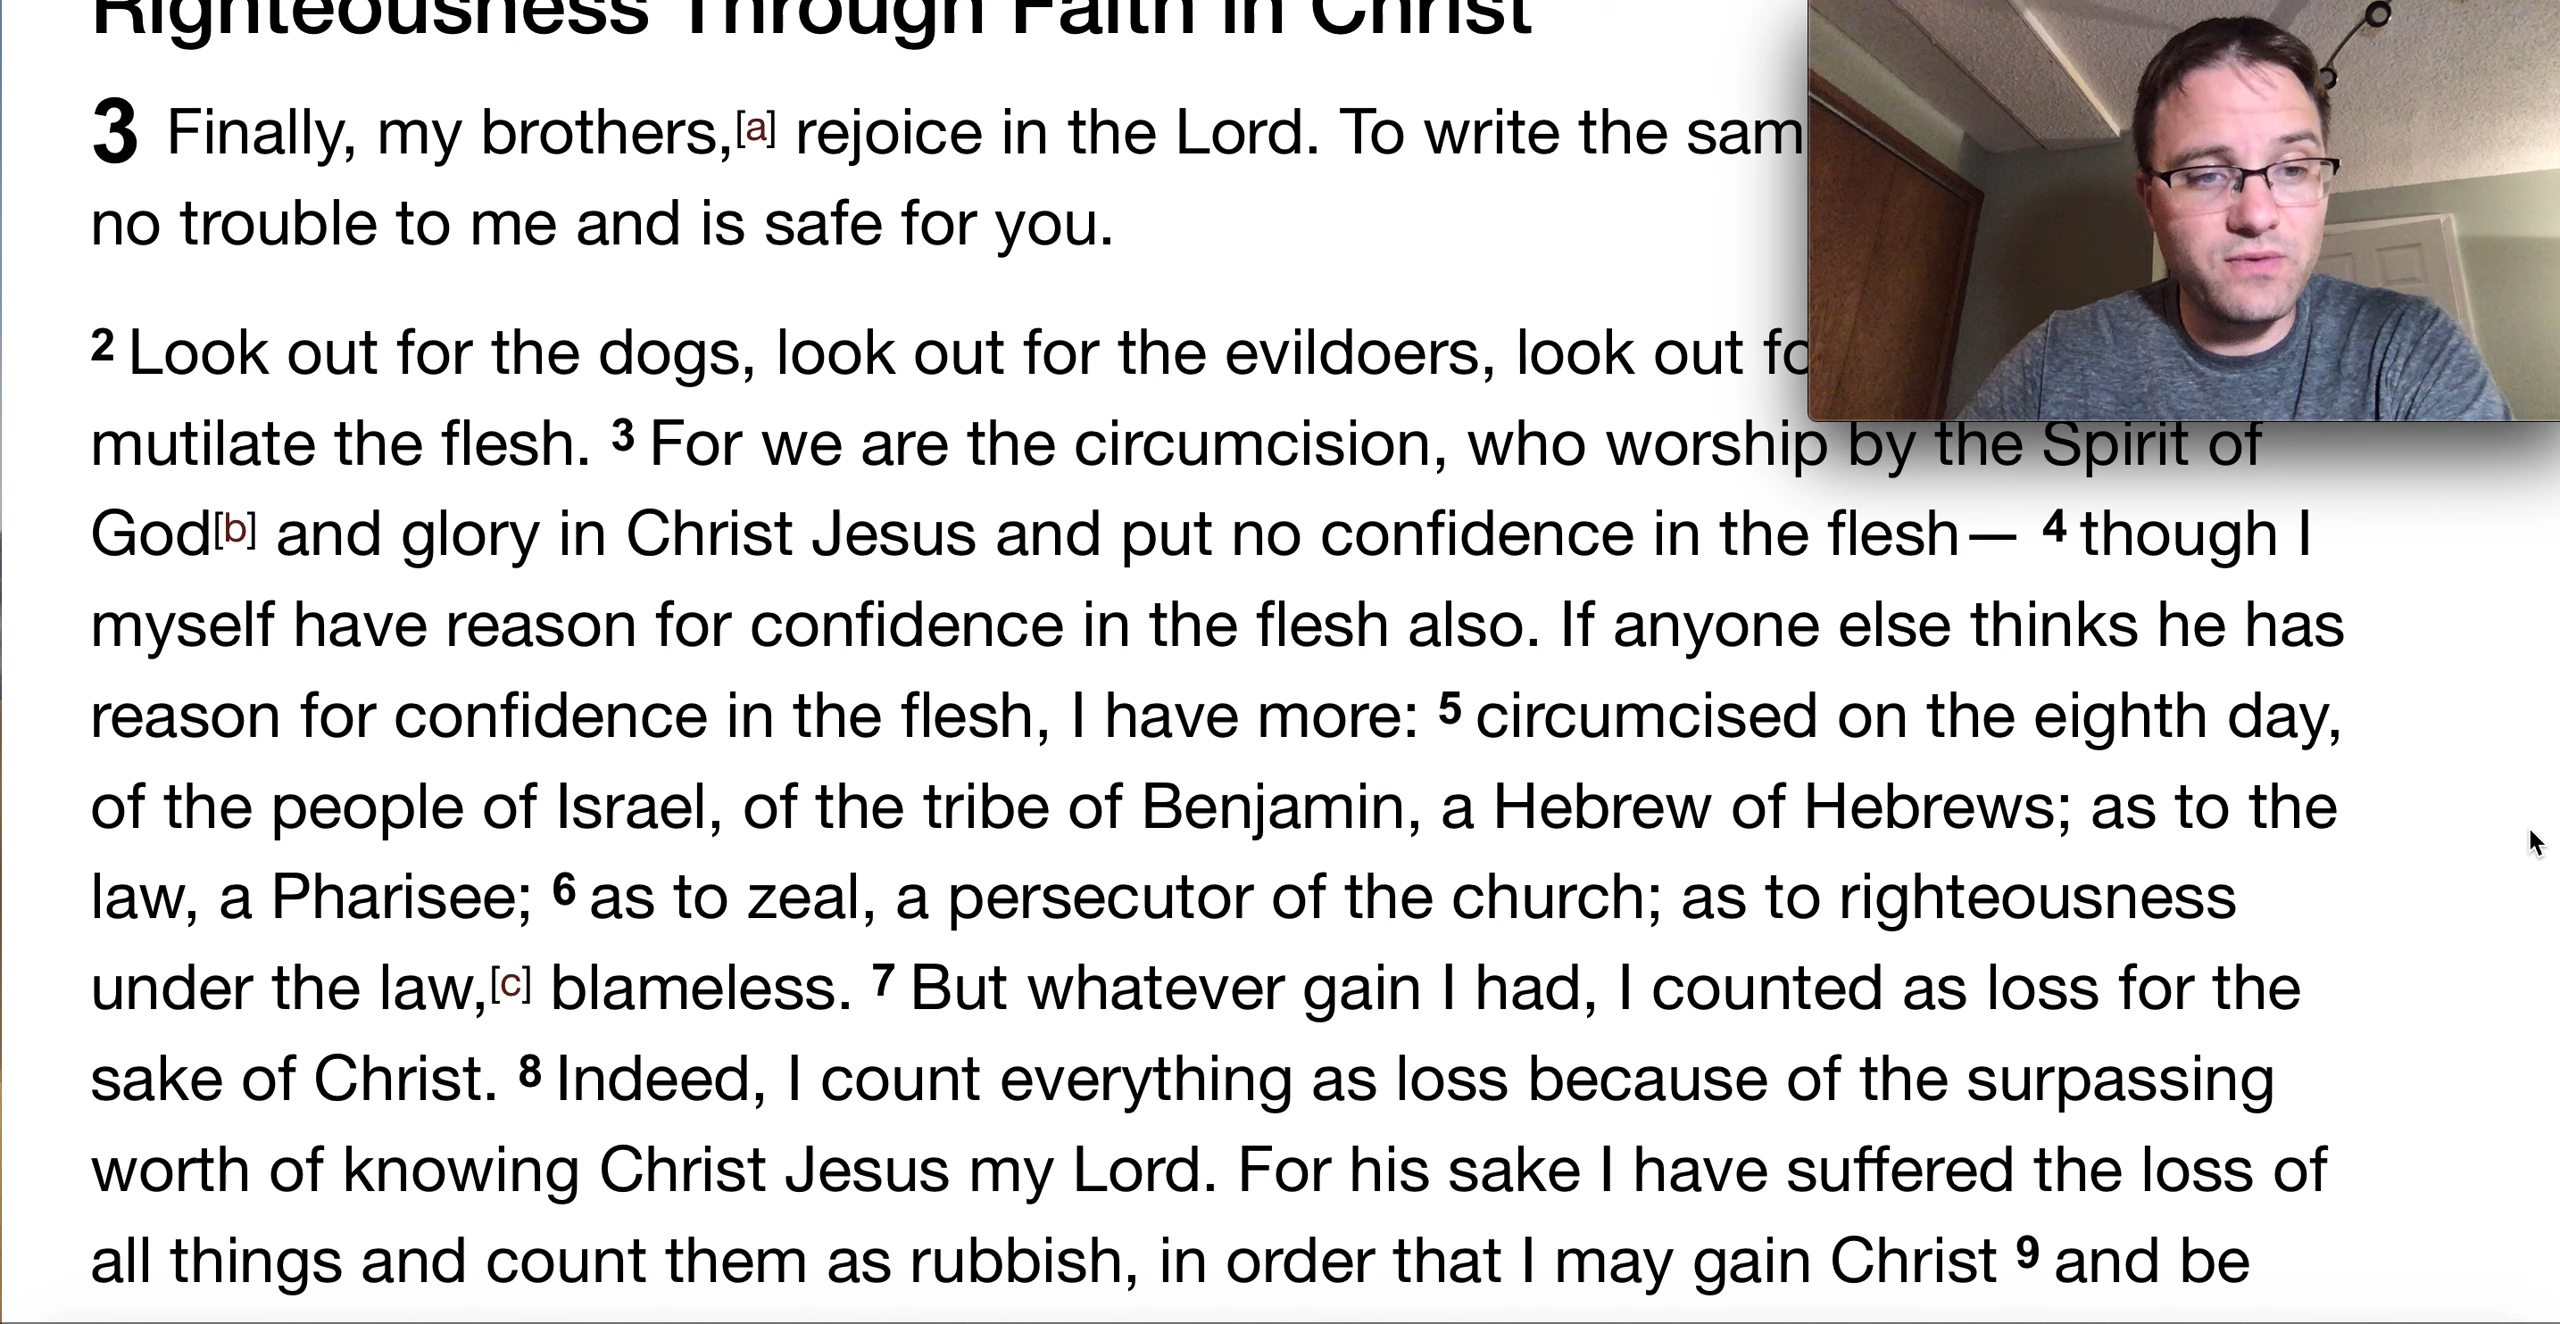 Righteousness Through Faith in Christ
3 Finally, my brothers,[a] rejoice in the Lord. To write the sam
no trouble to me and is safe for you.
2 Look out for the dogs, look out for the evildoers, look out fo
mutilate the flesh. 3 For we are the circumcision, who worship by the Spirit of
God[b] and glory in Christ Jesus and put no confidence in the flesh— 4 though I
myself have reason for confidence in the flesh also. If anyone else thinks he has
reason for confidence in the flesh, I have more: 5 circumcised on the eighth day,
of the people of Israel, of the tribe of Benjamin, a Hebrew of Hebrews; as to the
law, a Pharisee; 6 as to zeal, a persecutor of the church; as to righteousness
under the law,[c] blameless. 7 But whatever gain I had, I counted as loss for the
sake of Christ. 8 Indeed, I count everything as loss because of the surpassing
worth of knowing Christ Jesus my Lord. For his sake I have suffered the loss of
all things and count them as rubbish, in order that I may gain Christ 9 and be